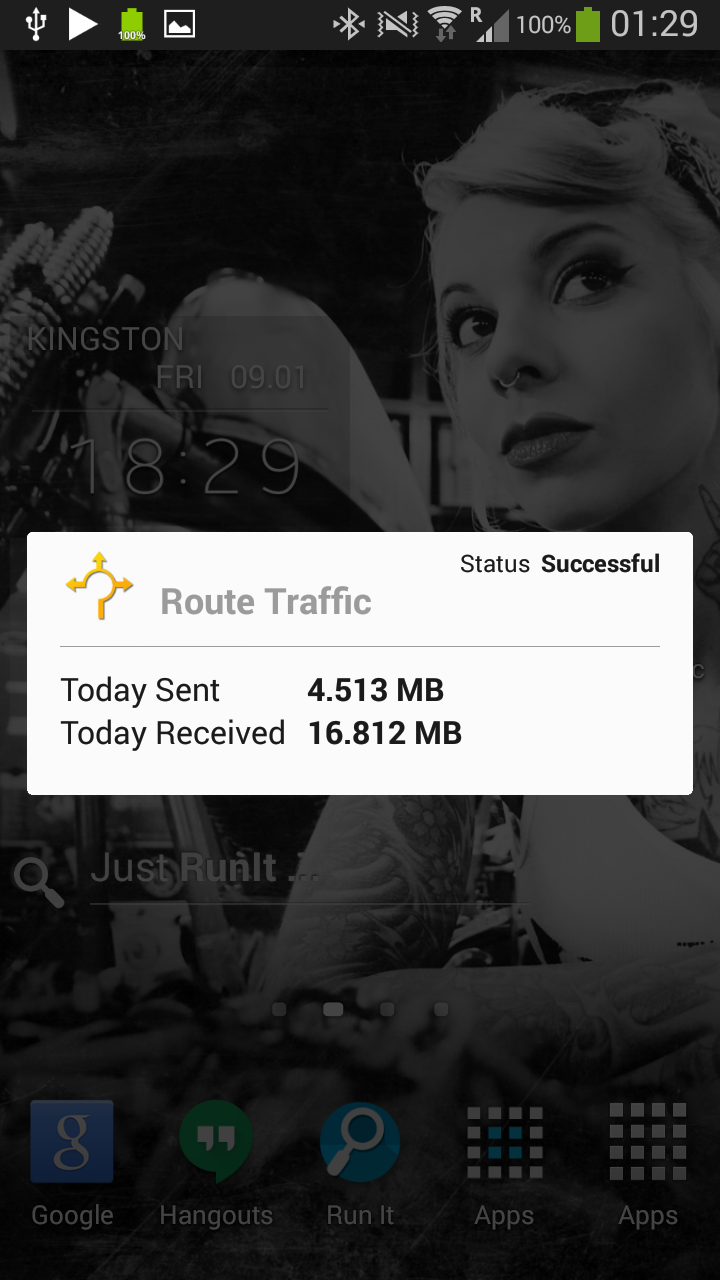 100%
R
100%
01:29
KINGSTON
FRI 09.01
18:29
Status Successful
Route Traffic
Today Sent 4.513 MB
Today Received 16.812 MB
c
Just RunIt ...
g
Google Hangouts Run It Apps Apps